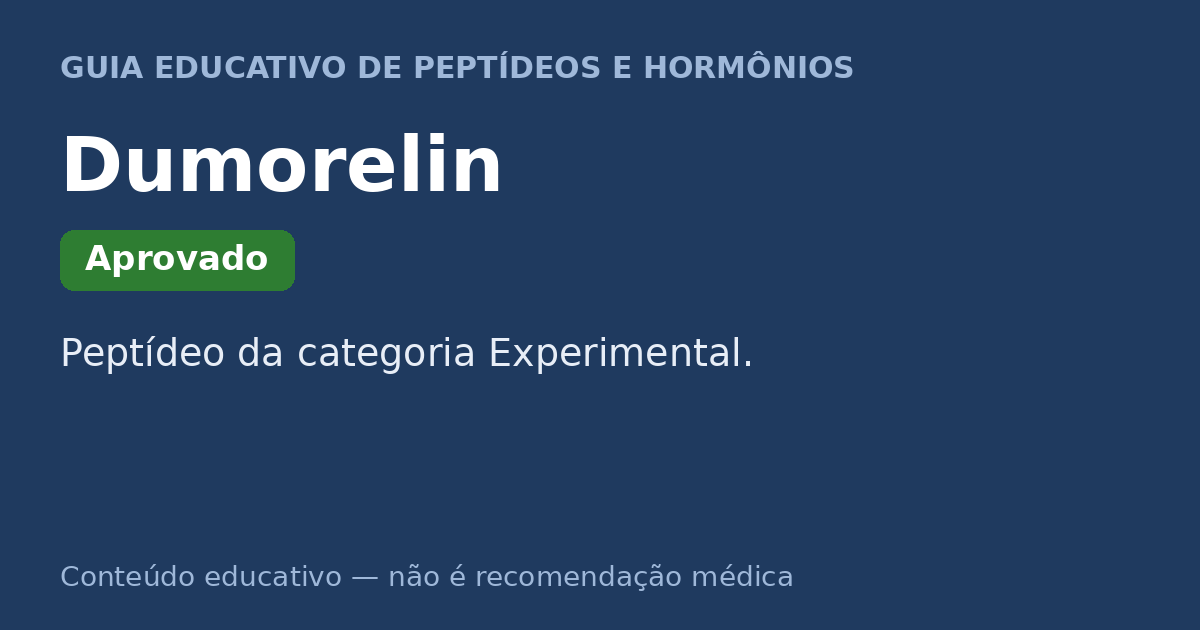 GUIA EDUCATIVO DE PEPTÍDEOS E HORMÔNIOS
Dumorelin
Aprovado
Peptídeo da categoria Experimental.
Conteúdo educativo — não é recomendação médica